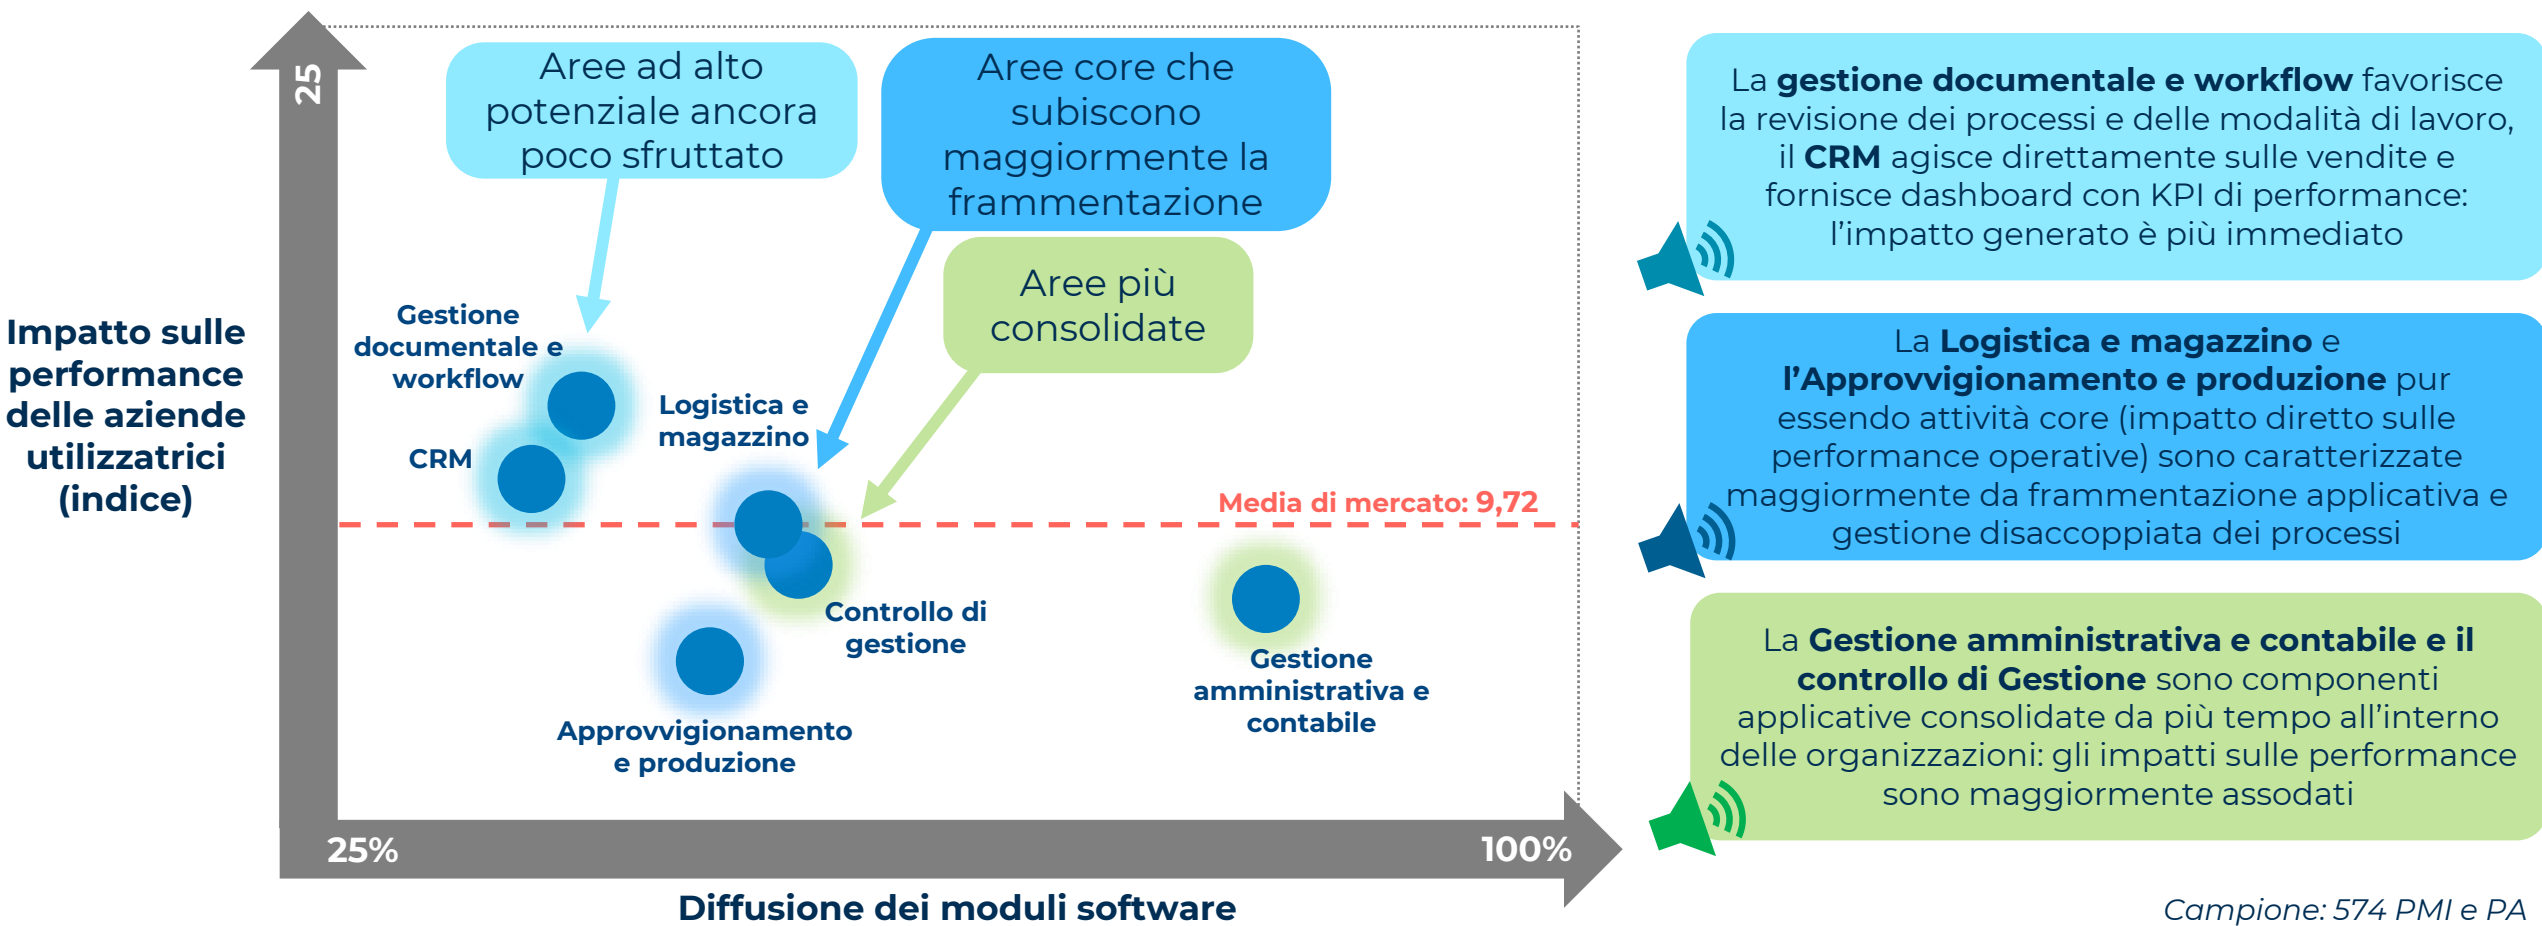 25
Aree ad alto
potenziale ancora
poco sfruttato
Aree core che
subiscono
maggiormente la
frammentazione
Aree più
consolidate
Impatto sulle
performance
delle aziende
utilizzatrici
(indice)
Gestione
documentale e
workflow
CRM
Logistica e
magazzino
Media di mercato: 9,72
Controllo di
gestione
Approvvigionamento
e produzione
Gestione
amministrativa e
contabile
25%
100%
Diffusione dei moduli software
La gestione documentale e workflow favorisce
la revisione dei processi e delle modalità di lavoro,
il CRM agisce direttamente sulle vendite e
fornisce dashboard con KPI di performance:
l'impatto generato è più immediato
La Logistica e magazzino e
l'Approvvigionamento e produzione pur
essendo attività core (impatto diretto sulle
performance operative) sono caratterizzate
maggiormente da frammentazione applicativa e
gestione disaccoppiata dei processi
La Gestione amministrativa e contabile e il
controllo di Gestione sono componenti
applicative consolidate da più tempo all'interno
delle organizzazioni: gli impatti sulle performance
sono maggiormente assodati
Campione: 574 PMI e PA